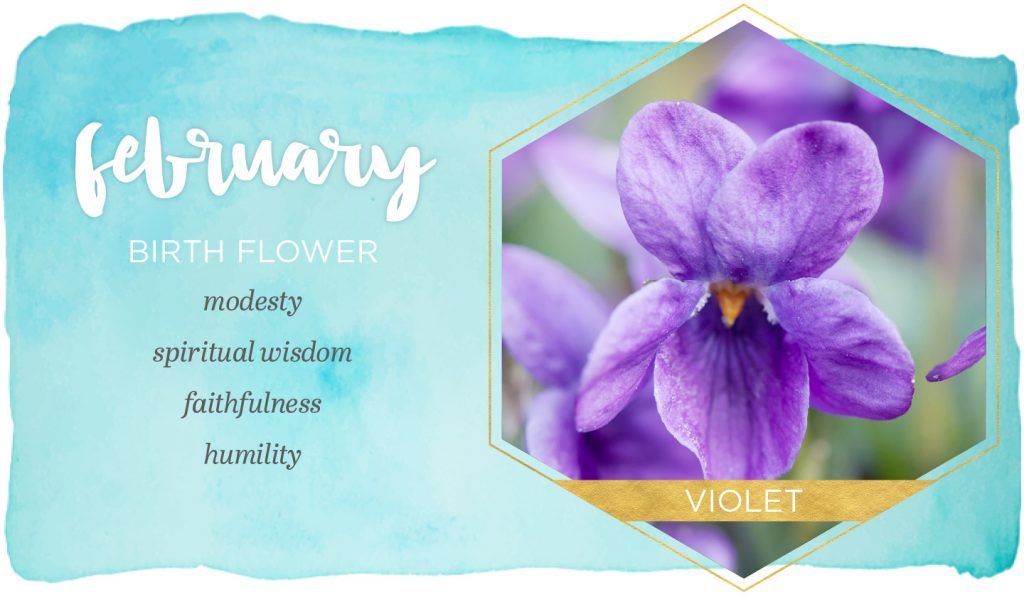 february
BIRTH FLOWER
modesty
spiritual wisdom
faithfulness
humility
VIOLET